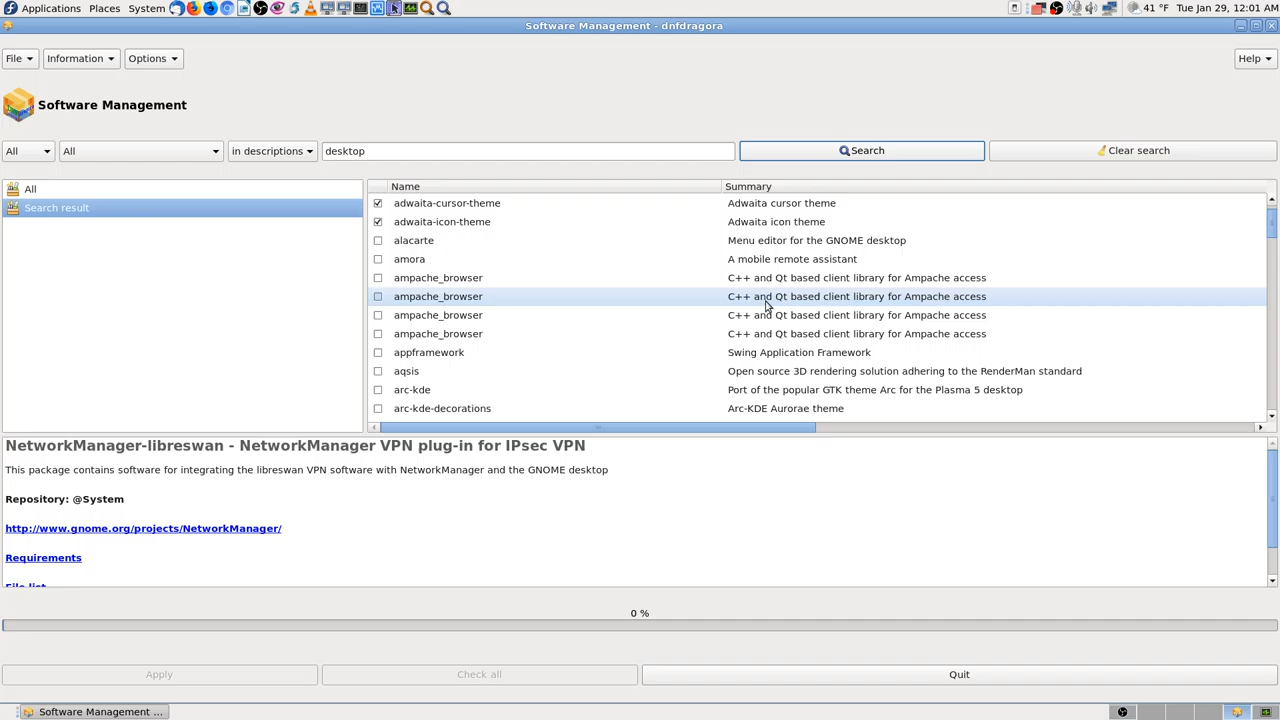 Applications Places System 41 °F Tue Jan 29, 12:01 AM
Software Management - dnfdragora
File Information Options Help
Software Management
All All in descriptions desktop Search Clear search
All
Search result
Name Summary
adwaita-cursor-theme Adwaita cursor theme
adwaita-icon-theme Adwaita icon theme
alacarte Menu editor for the GNOME desktop
amora A mobile remote assistant
ampache_browser C++ and Qt based client library for Ampache access
ampache_browser C++ and Qt based client library for Ampache access
ampache_browser C++ and Qt based client library for Ampache access
ampache_browser C++ and Qt based client library for Ampache access
appframework Swing Application Framework
aqsis Open source 3D rendering solution adhering to the RenderMan standard
arc-kde Port of the popular GTK theme Arc for the Plasma 5 desktop
arc-kde-decorations Arc-KDE Aurorae theme
NetworkManager-libreswan - NetworkManager VPN plug-in for IPsec VPN
This package contains software for integrating the libreswan VPN software with NetworkManager and the GNOME desktop
Repository: @System
http://www.gnome.org/projects/NetworkManager/
Requirements
File list
0 %
Apply Check all Quit
Software Management ...